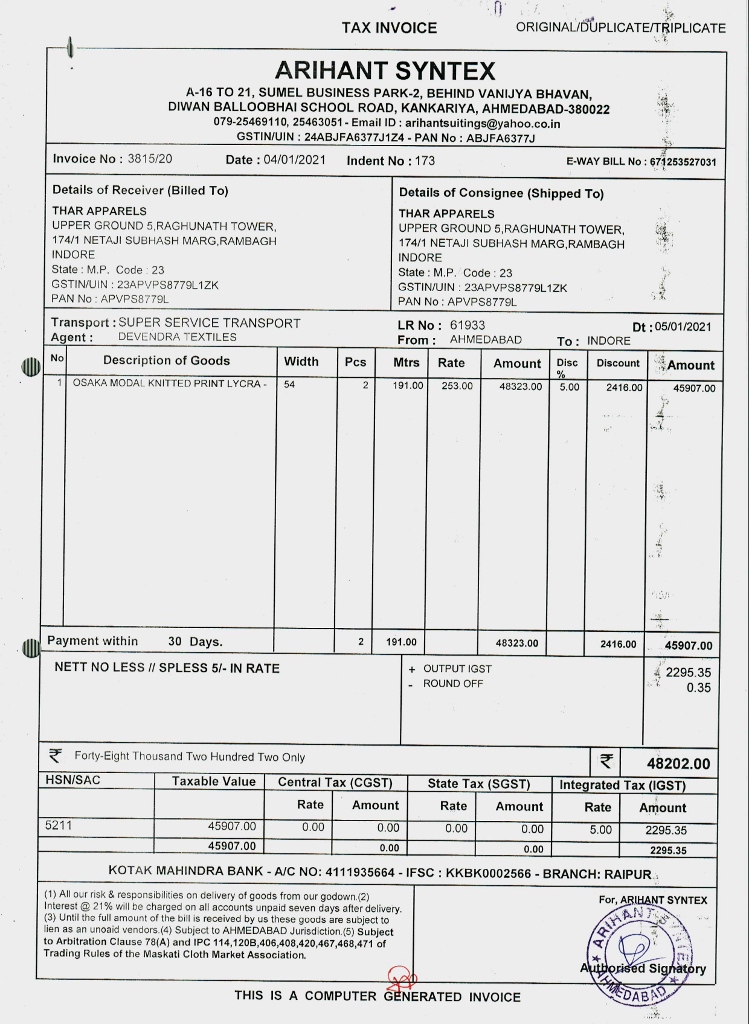 TAX INVOICE ORIGINAL/DUPLICATE/TRIPLICATE
ARIHANT SYNTEX
A-16 TO 21, SUMEL BUSINESS PARK-2, BEHIND VANIJYA BHAVAN,
DIWAN BALLOOBHAI SCHOOL ROAD, KANKARIYA, AHMEDABAD-380022
079-25469110, 25463051 - Email ID : arihantsuitings@yahoo.co.in
GSTIN/UIN : 24ABJFA6377J1Z4 - PAN No : ABJFA6377J
Invoice No : 3815/20 Date : 04/01/2021 Indent No : 173 E-WAY BILL No : 671253527031
Details of Receiver (Billed To)
THAR APPARELS
UPPER GROUND 5,RAGHUNATH TOWER,
174/1 NETAJI SUBHASH MARG,RAMBAGH
INDORE
State : M.P. Code : 23
GSTIN/UIN : 23APVPS8779L1ZK
PAN No : APVPS8779L
Details of Consignee (Shipped To)
THAR APPARELS
UPPER GROUND 5,RAGHUNATH TOWER,
174/1 NETAJI SUBHASH MARG,RAMBAGH
INDORE
State : M.P. Code : 23
GSTIN/UIN : 23APVPS8779L1ZK
PAN No : APVPS8779L
Transport : SUPER SERVICE TRANSPORT LR No : 61933 Dt : 05/01/2021
Agent : DEVENDRA TEXTILES From : AHMEDABAD To : INDORE
No Description of Goods Width Pcs Mtrs Rate Amount Disc % Discount Amount
1 OSAKA MODAL KNITTED PRINT LYCRA - 54 2 191.00 253.00 48323.00 5.00 2416.00 45907.00
Payment within 30 Days. 2 191.00 48323.00 2416.00 45907.00
NETT NO LESS // SPLESS 5/- IN RATE
+ OUTPUT IGST 2295.35
- ROUND OFF 0.35
₹ Forty-Eight Thousand Two Hundred Two Only ₹ 48202.00
HSN/SAC Taxable Value Central Tax (CGST) State Tax (SGST) Integrated Tax (IGST)
Rate Amount Rate Amount Rate Amount
5211 45907.00 0.00 0.00 0.00 0.00 5.00 2295.35
45907.00 0.00 0.00 2295.35
KOTAK MAHINDRA BANK - A/C NO: 4111935664 - IFSC : KKBK0002566 - BRANCH: RAIPUR
(1) All our risk & responsibilities on delivery of goods from our godown.(2)
Interest @ 21% will be charged on all accounts unpaid seven days after delivery.
(3) Until the full amount of the bill is received by us these goods are subject to
lien as an unoaid vendors.(4) Subject to AHMEDABAD Jurisdiction.(5) Subject
to Arbitration Clause 78(A) and IPC 114,120B,406,408,420,467,468,471 of
Trading Rules of the Maskati Cloth Market Association.
For, ARIHANT SYNTEX
ARIHANT SYNTEX
AHMEDABAD
Authorised Signatory
THIS IS A COMPUTER GENERATED INVOICE